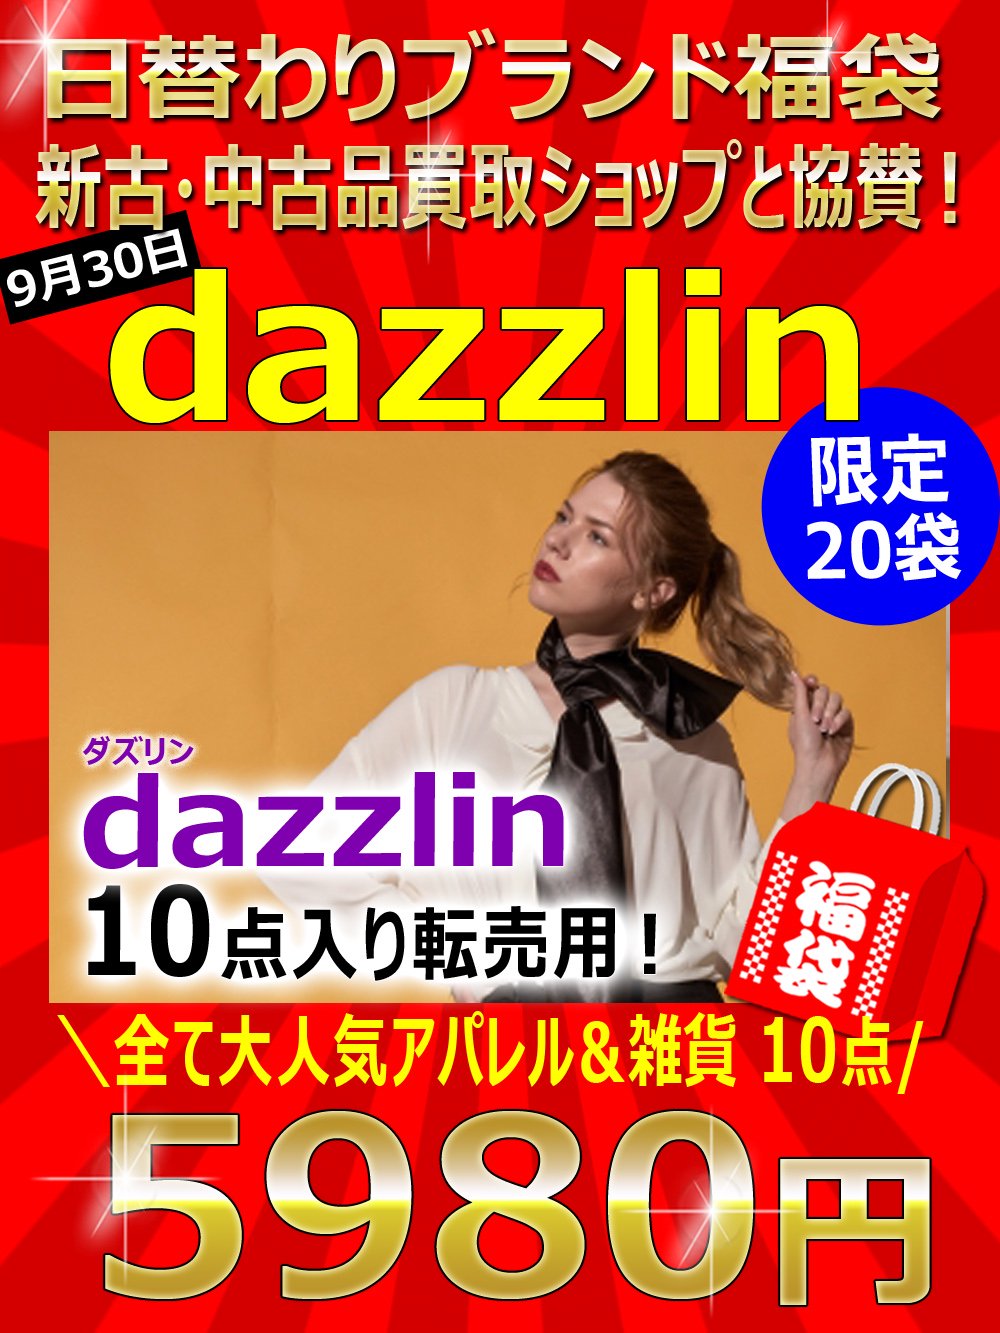 日替わりブランド福袋
新古・中古品買取ショップと協賛！
9月30日
dazzlin
限定
20袋
ダズリン
dazzlin
10点入り転売用！
福袋
＼全て大人気アパレル＆雑貨 10点/
5980円